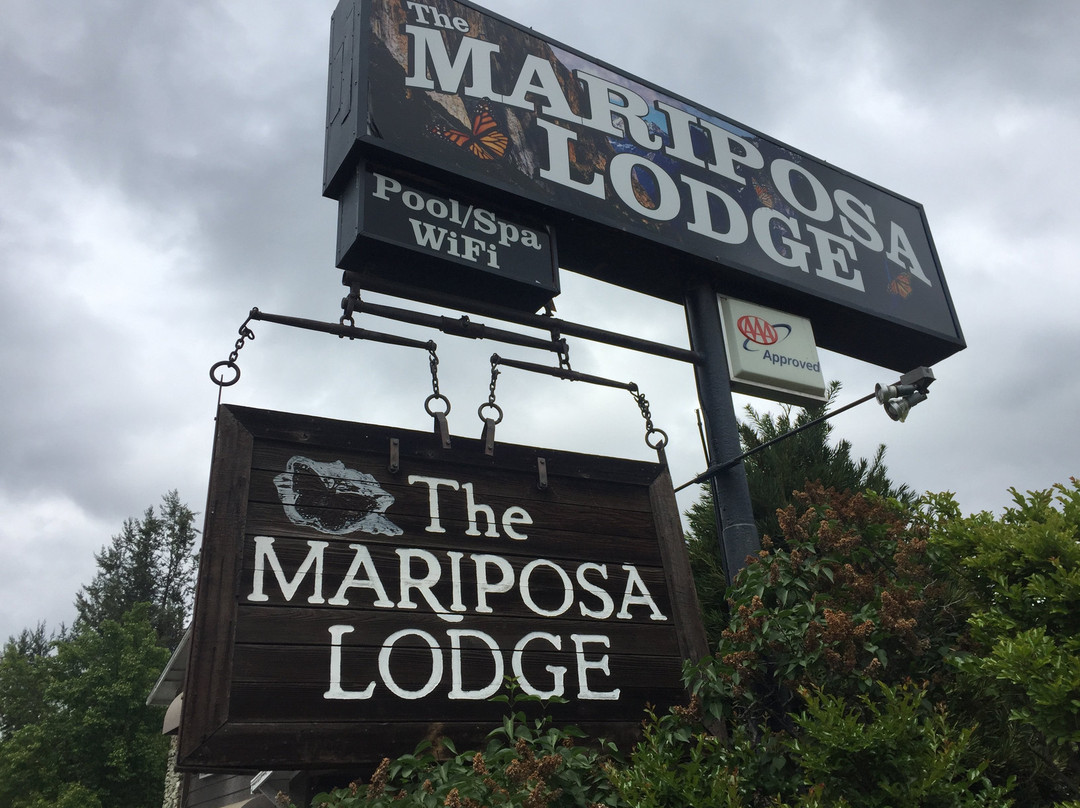 The
MARIPOSA
LODGE
Pool/Spa
WiFi
AAA
Approved
The
MARIPOSA
LODGE